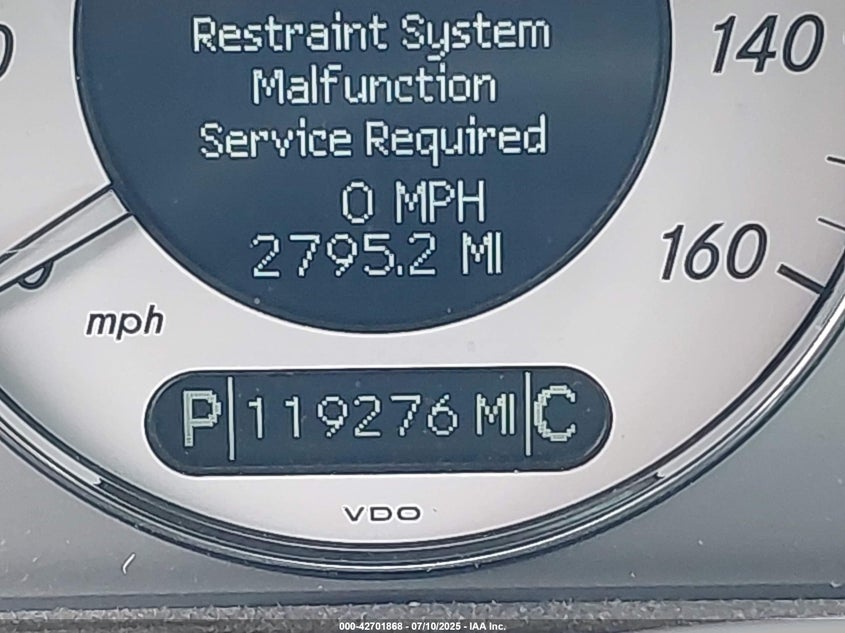 Restraint System
Malfunction
Service Required
0 MPH
2795.2 MI
140
160
mph
P 119276 MI C
VDO
000-42701868 - 07/10/2025 - IAA Inc.